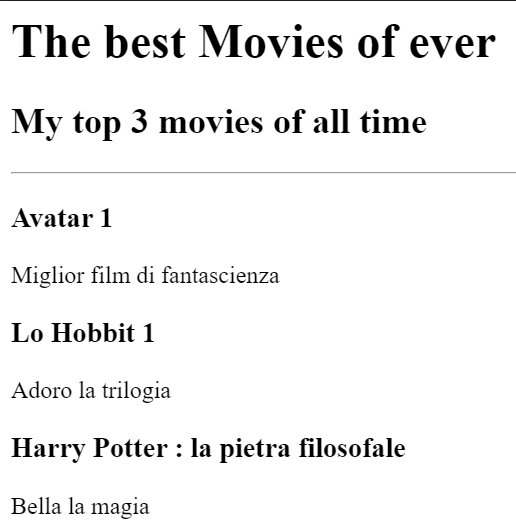 The best Movies of ever
My top 3 movies of all time
Avatar 1
Miglior film di fantascienza
Lo Hobbit 1
Adoro la trilogia
Harry Potter : la pietra filosofale
Bella la magia